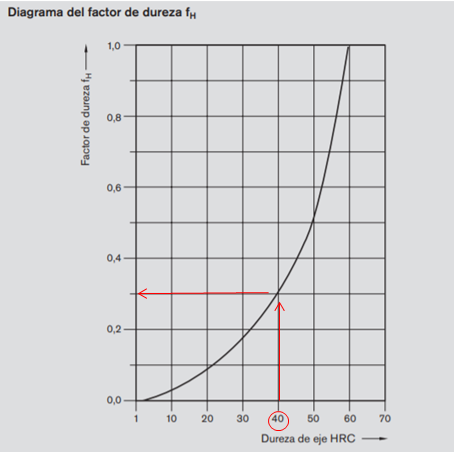 Diagrama del factor de dureza fH
Factor de dureza fH
1,0
0,8
0,6
0,4
0,2
0,0
1 10 20 30 40 50 60 70
Dureza de eje HRC